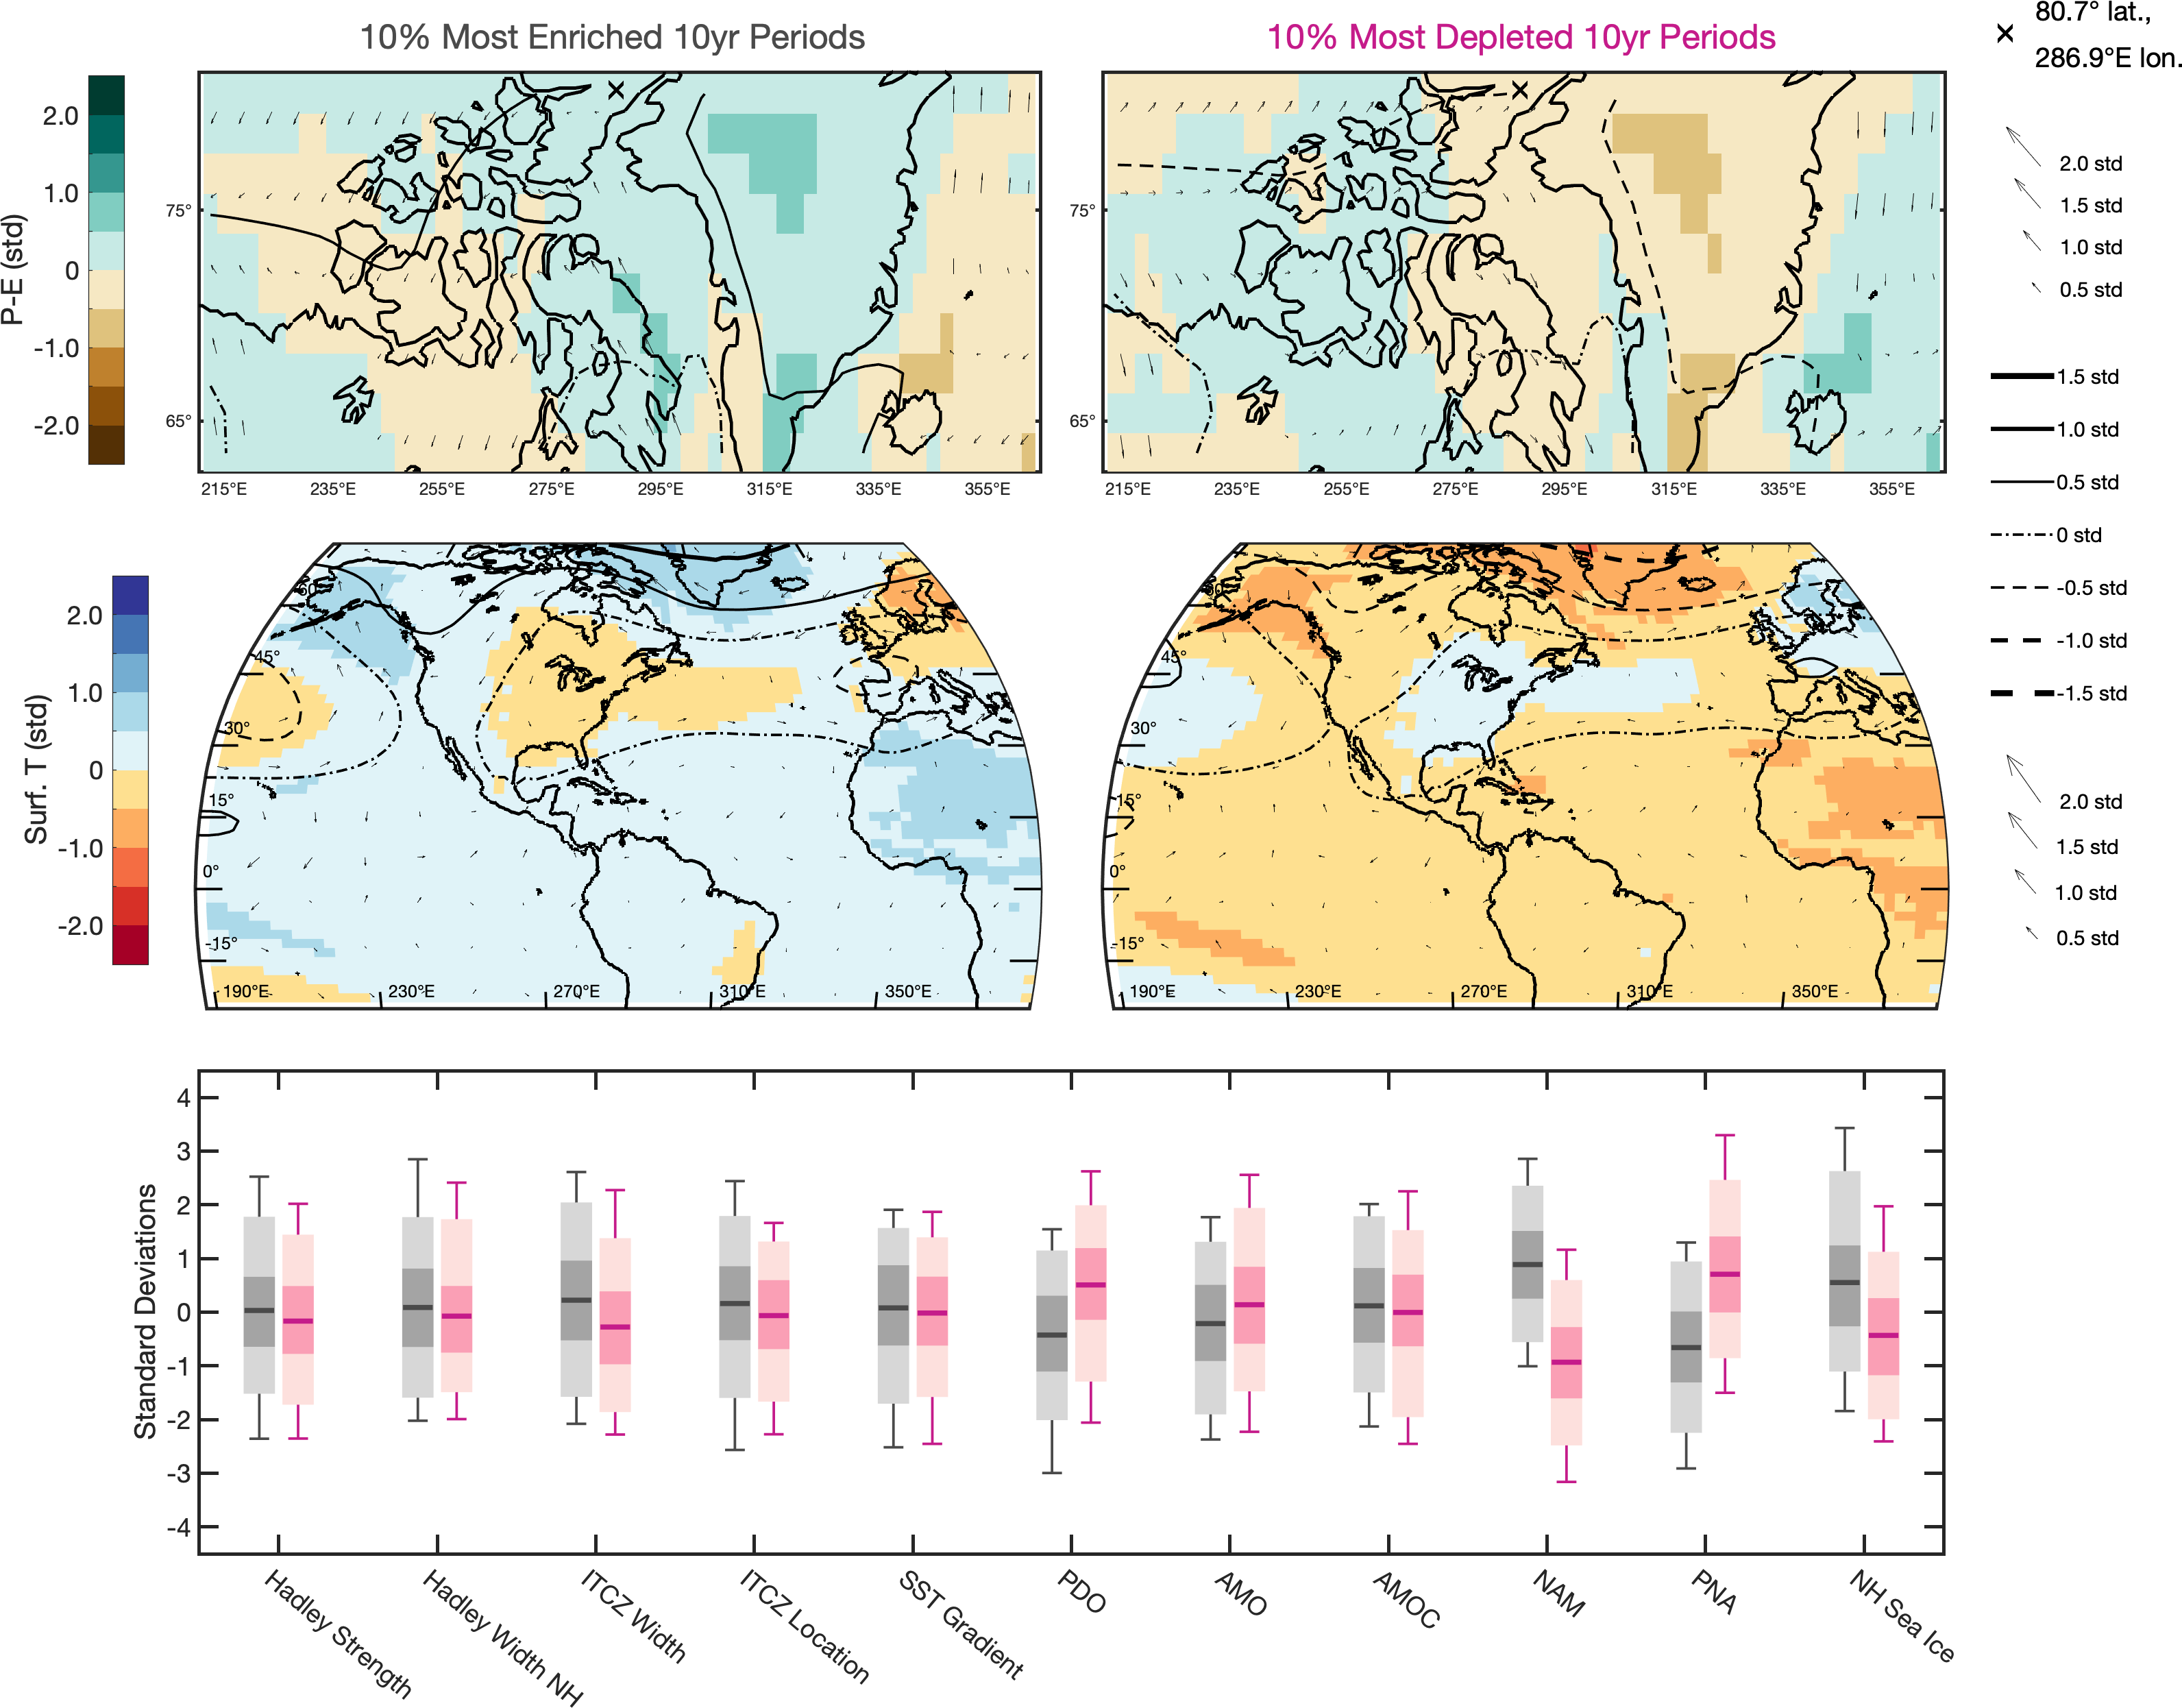 10% Most Enriched 10yr Periods
10% Most Depleted 10yr Periods
80.7° lat.,
286.9°E lon.
P-E (std)
2.0
1.0
0
-1.0
-2.0
75°
65°
215°E 235°E 255°E 275°E 295°E 315°E 335°E 355°E
75°
65°
215°E 235°E 255°E 275°E 295°E 315°E 335°E 355°E
2.0 std
1.5 std
1.0 std
0.5 std
1.5 std
1.0 std
0.5 std
0 std
-0.5 std
-1.0 std
-1.5 std
2.0 std
1.5 std
1.0 std
0.5 std
Surf. T (std)
2.0
1.0
0
-1.0
-2.0
60°
45°
30°
15°
0°
-15°
190°E 230°E 270°E 310°E 350°E
45°
30°
15°
0°
-15°
190°E 230°E 270°E 310°E 350°E
Standard Deviations
4
3
2
1
0
-1
-2
-3
-4
Hadley Strength
Hadley Width NH
ITCZ Width
ITCZ Location
SST Gradient
PDO
AMO
AMOC
NAM
PNA
NH Sea Ice